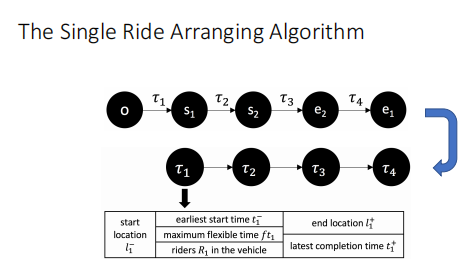 The Single Ride Arranging Algorithm
τ₁ τ₂ τ₃ τ₄
o s₁ s₂ e₂ e₁
τ₁ τ₂ τ₃ τ₄
start location l₁⁻
earliest start time t₁⁻
maximum flexible time ft₁
riders R₁ in the vehicle
end location l₁⁺
latest completion time t₁⁺